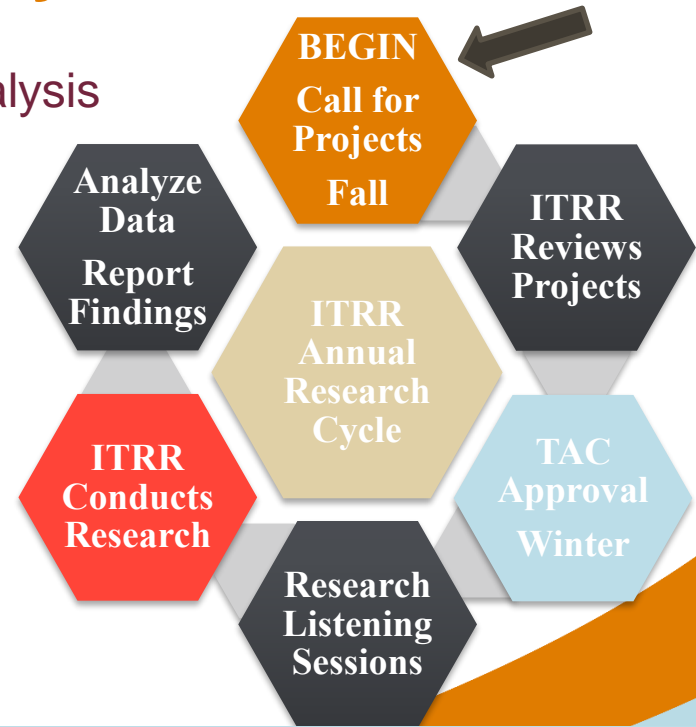 BEGIN
Call for
Projects
Fall
ITRR
Reviews
Projects
TAC
Approval
Winter
Research
Listening
Sessions
ITRR
Conducts
Research
Analyze
Data
Report
Findings
ITRR
Annual
Research
Cycle